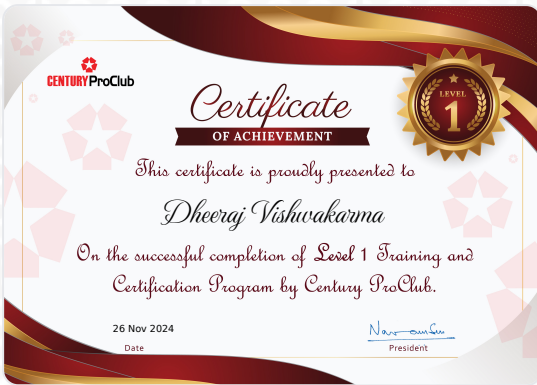 CENTURY ProClub
Certificate
OF ACHIEVEMENT
LEVEL
1
This certificate is proudly presented to
Dheeraj Vishwakarma
On the successful completion of Level 1 Training and
Certification Program by Century ProClub.
26 Nov 2024
Date
President